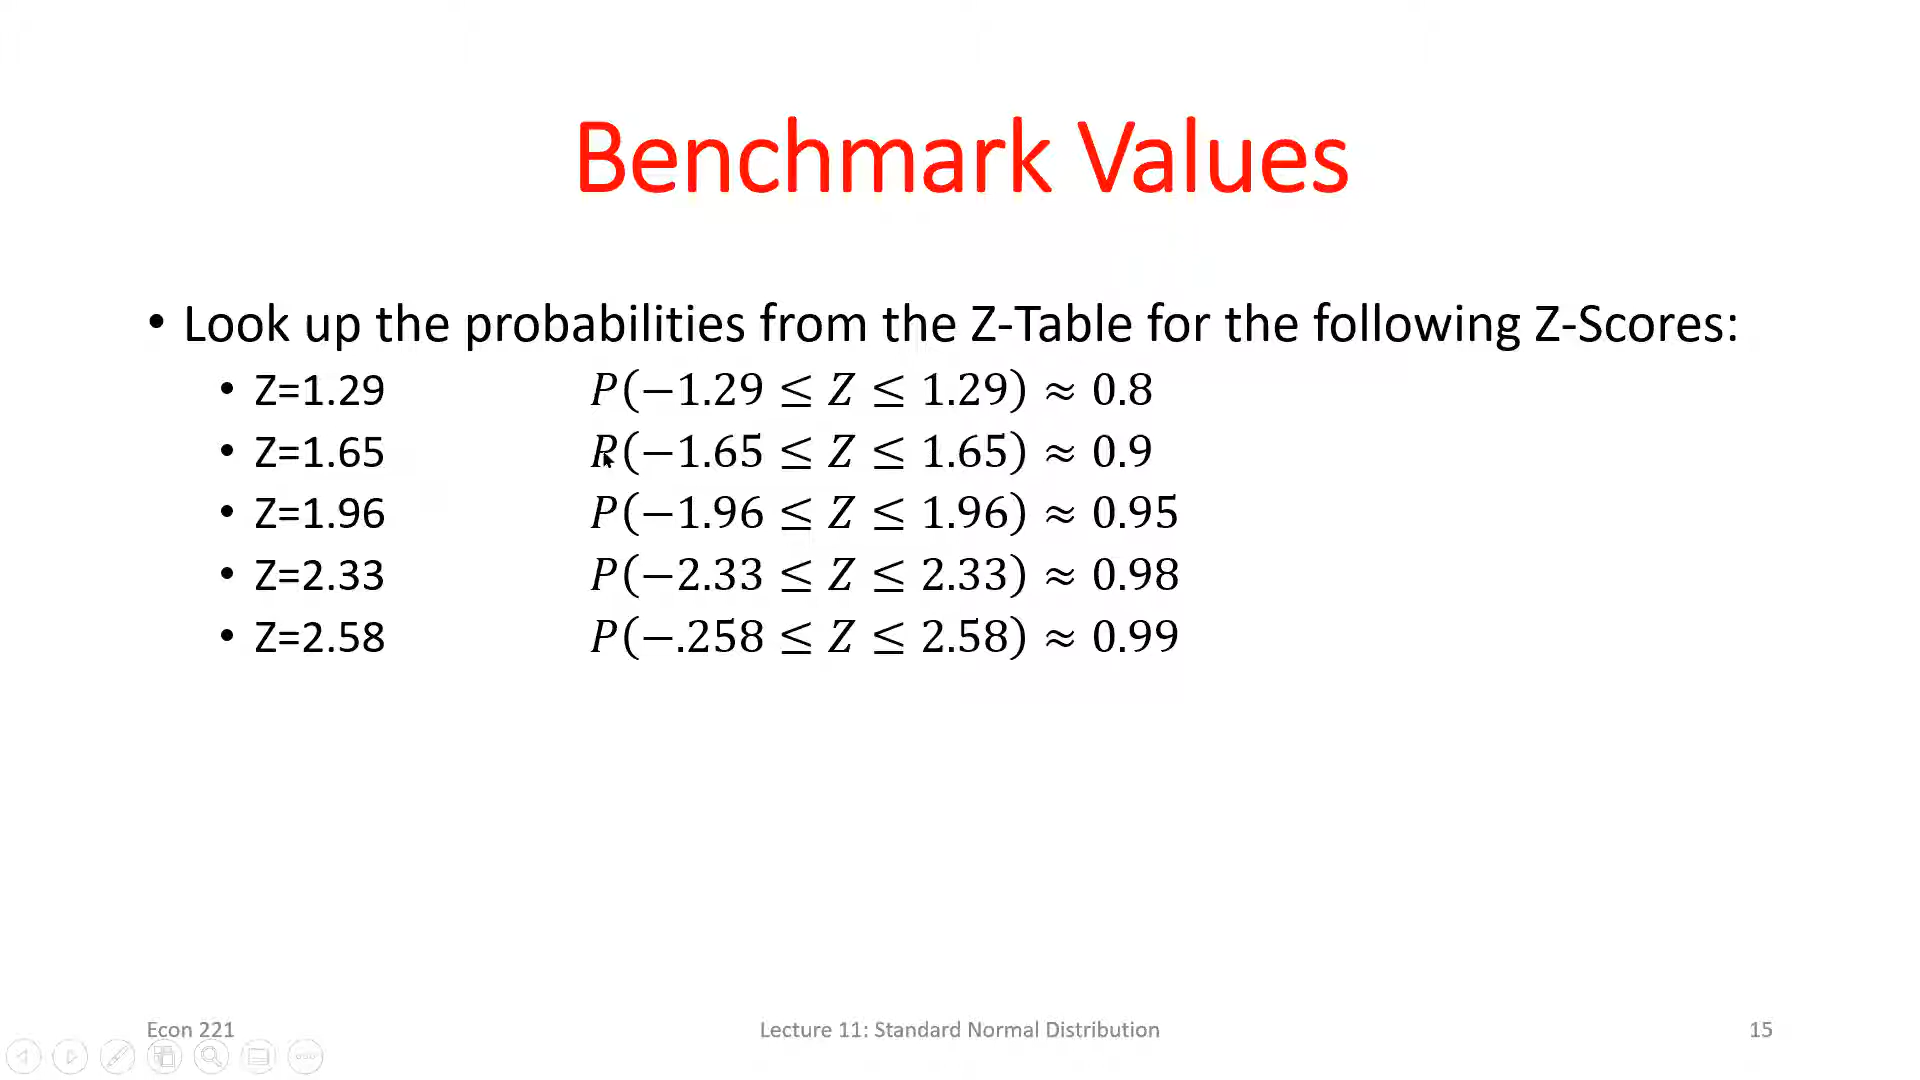 Benchmark Values
• Look up the probabilities from the Z-Table for the following Z-Scores:
• Z=1.29 P(−1.29 ≤ Z ≤ 1.29) ≈ 0.8
• Z=1.65 P(−1.65 ≤ Z ≤ 1.65) ≈ 0.9
• Z=1.96 P(−1.96 ≤ Z ≤ 1.96) ≈ 0.95
• Z=2.33 P(−2.33 ≤ Z ≤ 2.33) ≈ 0.98
• Z=2.58 P(−.258 ≤ Z ≤ 2.58) ≈ 0.99
Econ 221 Lecture 11: Standard Normal Distribution 15